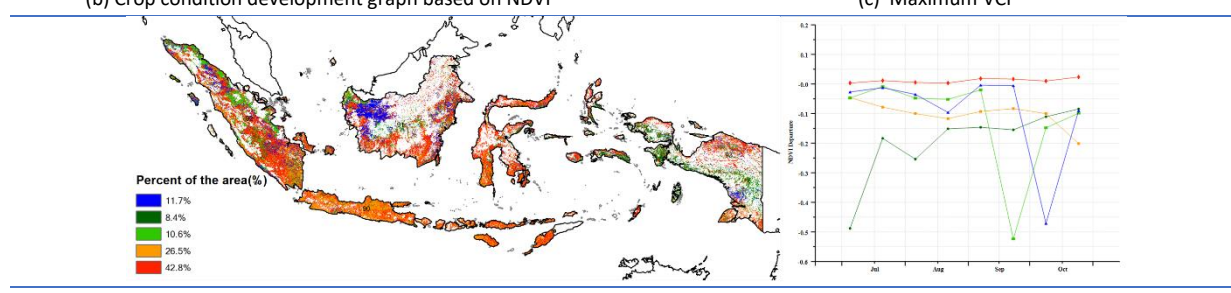 (b) Crop condition development graph based on NDVI
(c) Maximum VCI
Percent of the area(%)
11.7%
8.4%
10.6%
26.5%
42.8%
NDVI Departure
0.2
0.1
-0.0
-0.1
-0.2
-0.3
-0.4
-0.5
-0.6
Jul
Aug
Sep
Oct